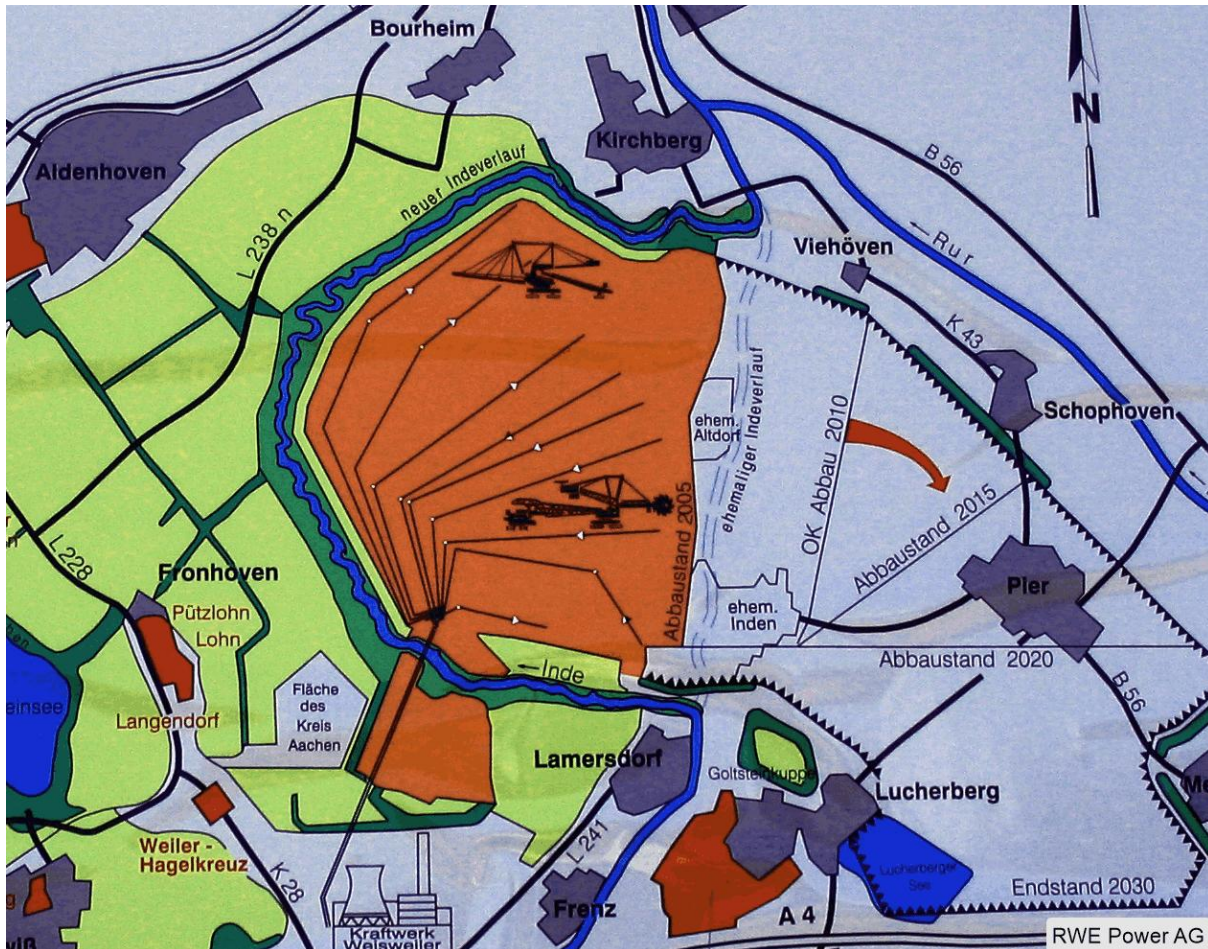 Bourheim
Aldenhoven
Kirchberg
N
B 56
neuer Indeverlauf
L 238 n
Viehöven
← Rur
K 43
Schophoven
ehem.
Altdorf
ehemaliger Indeverlauf
OK Abbau 2010
Abbaustand 2015
Abbaustand 2005
L 228
Fronhoven
Pützlohn
Lohn
ehem.
Inden
Pier
← Inde
Abbaustand 2020
B 56
Fläche
des
Kreis
Aachen
Langendorf
einsee
Lamersdorf
Goltsteinkuppe
Lucherberg
Weiler -
Hagelkreuz
K 28
L 241
Lucherberger
See
Endstand 2030
Frenz
A 4
Kraftwerk
Weisweiler
RWE Power AG